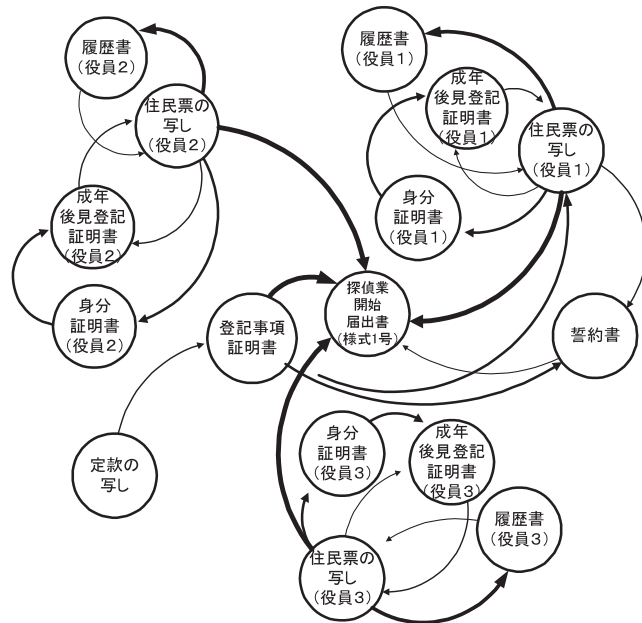 履歴書
(役員2)
住民票の
写し
(役員2)
成年
後見登記
証明書
(役員2)
身分
証明書
(役員2)
履歴書
(役員1)
成年
後見登記
証明書
(役員1)
住民票の
写し
(役員1)
身分
証明書
(役員1)
探偵業
開始
届出書
(様式1号)
登記事項
証明書
誓約書
定款の
写し
身分
証明書
(役員3)
成年
後見登記
証明書
(役員3)
履歴書
(役員3)
住民票の
写し
(役員3)